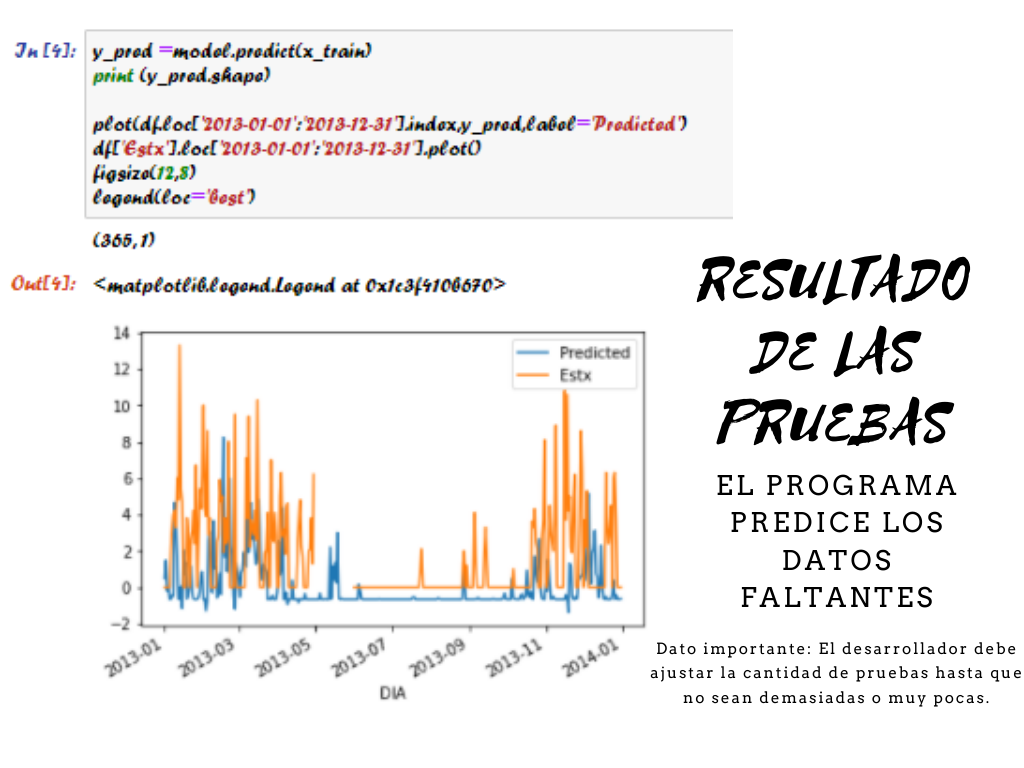 In [4]:
y_pred =model.predict(x_train)
print (y_pred.shape)
plot(df.loc['2013-01-01':'2013-12-31'].index,y_pred,label='Predicted')
df['Estx'].loc['2013-01-01':'2013-12-31'].plot()
figsize(12,8)
legend(loc='best')
(365,1)
Out[4]:
<matplotlib.legend.Legend at 0x1c3f410b670>
RESULTADO
DE LAS
PRUEBAS
EL PROGRAMA
PREDICE LOS
DATOS
FALTANTES
Dato importante: El desarrollador debe
ajustar la cantidad de pruebas hasta que
no sean demasiadas o muy pocas.
14
12
10
8
6
4
2
0
−2
Predicted
Estx
2013-01
2013-03
2013-05
2013-07
2013-09
2013-11
2014-01
DIA